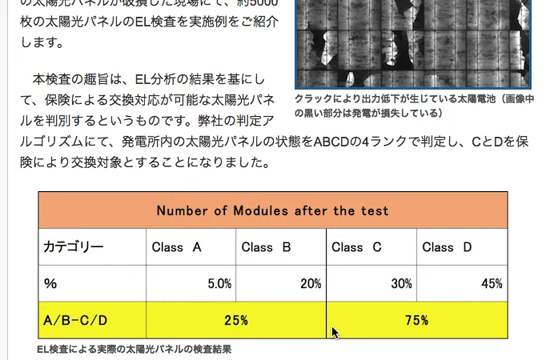 の太陽光パネルが破損した現場にて、約5000
枚の太陽光パネルのEL検査を実施例をご紹介
します。
本検査の趣旨は、EL分析の結果を基にし
て、保険による交換対応が可能な太陽光パネ
ルを判別するというものです。弊社の判定ア
ルゴリズムにて、発電所内の太陽光パネルの状態をABCDの4ランクで判定し、CとDを保
険により交換対象とすることになりました。
クラックにより出力低下が生じている太陽電池（画像中
の黒い部分は発電が損失している）
Number of Modules after the test
カテゴリー Class A Class B Class C Class D
% 5.0% 20% 30% 45%
A/B-C/D 25% 75%
EL検査による実際の太陽光パネルの検査結果